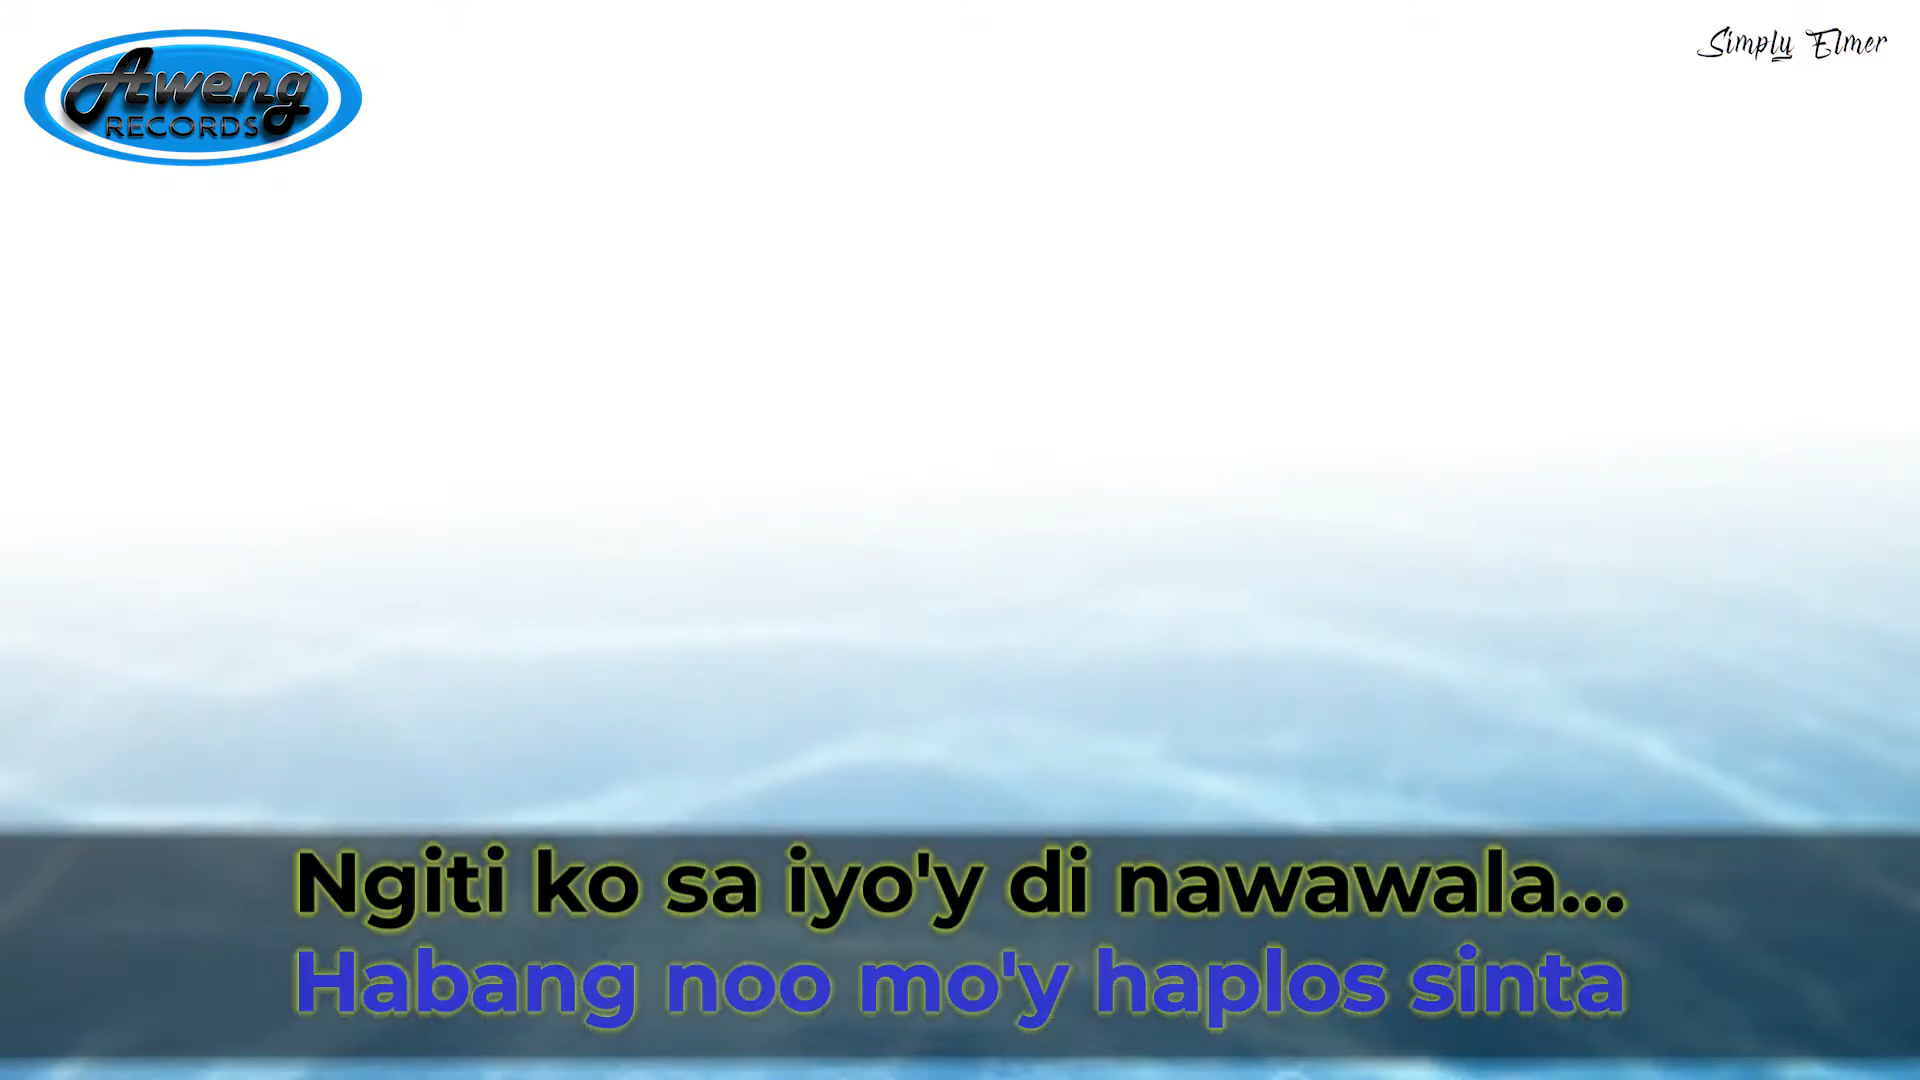 Aweng
RECORDS
Simply Elmer
Ngiti ko sa iyo'y di nawawala...
Habang noo mo'y haplos sinta